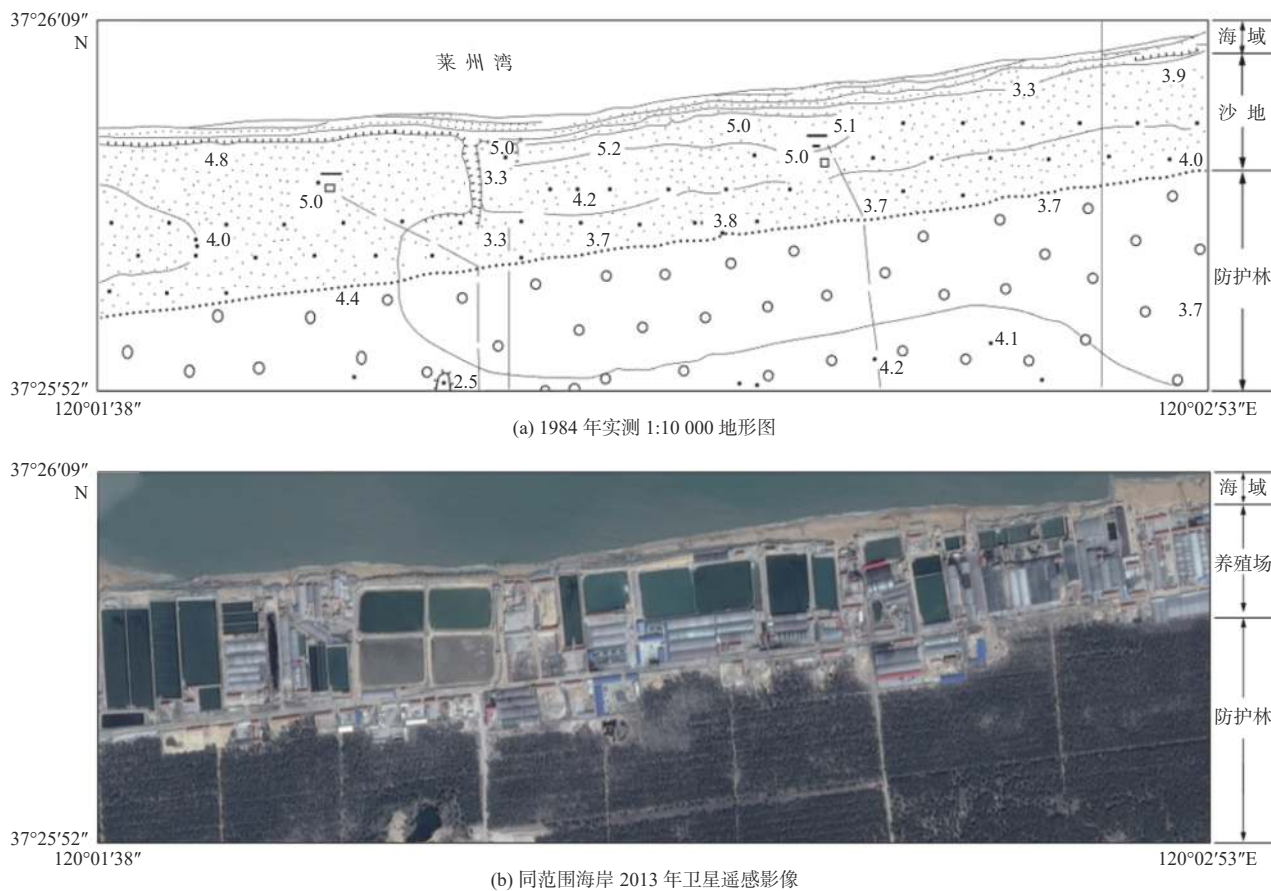 37°26′09″
N
莱 州 湾
海 域
3.9
3.3
沙 地
5.0
5.1
5.0
5.2
4.8
5.0
4.0
3.3
5.0
4.2
3.7
3.7
3.8
4.0
3.3
3.7
4.4
防护林
3.7
4.1
2.5
4.2
37°25′52″
120°01′38″
120°02′53″E
(a) 1984 年实测 1:10 000 地形图
37°26′09″
N
海 域
养殖场
防护林
37°25′52″
120°01′38″
120°02′53″E
(b) 同范围海岸 2013 年卫星遥感影像